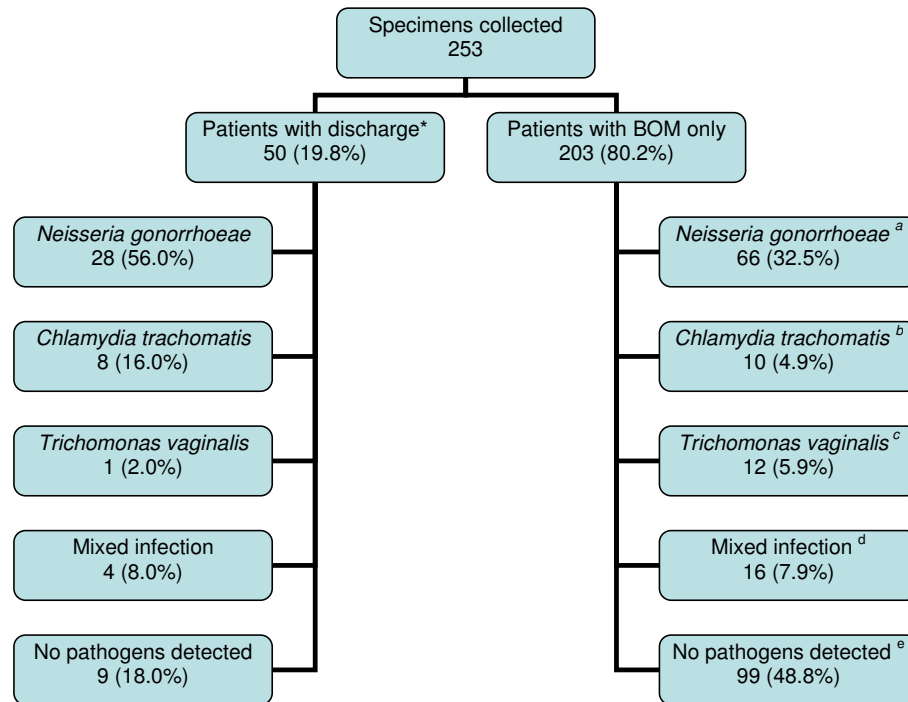 Specimens collected
253
Patients with discharge*
50 (19.8%)
Patients with BOM only
203 (80.2%)
Neisseria gonorrhoeae
28 (56.0%)
Chlamydia trachomatis
8 (16.0%)
Trichomonas vaginalis
1 (2.0%)
Mixed infection
4 (8.0%)
No pathogens detected
9 (18.0%)
Neisseria gonorrhoeae a
66 (32.5%)
Chlamydia trachomatis b
10 (4.9%)
Trichomonas vaginalis c
12 (5.9%)
Mixed infection d
16 (7.9%)
No pathogens detected e
99 (48.8%)